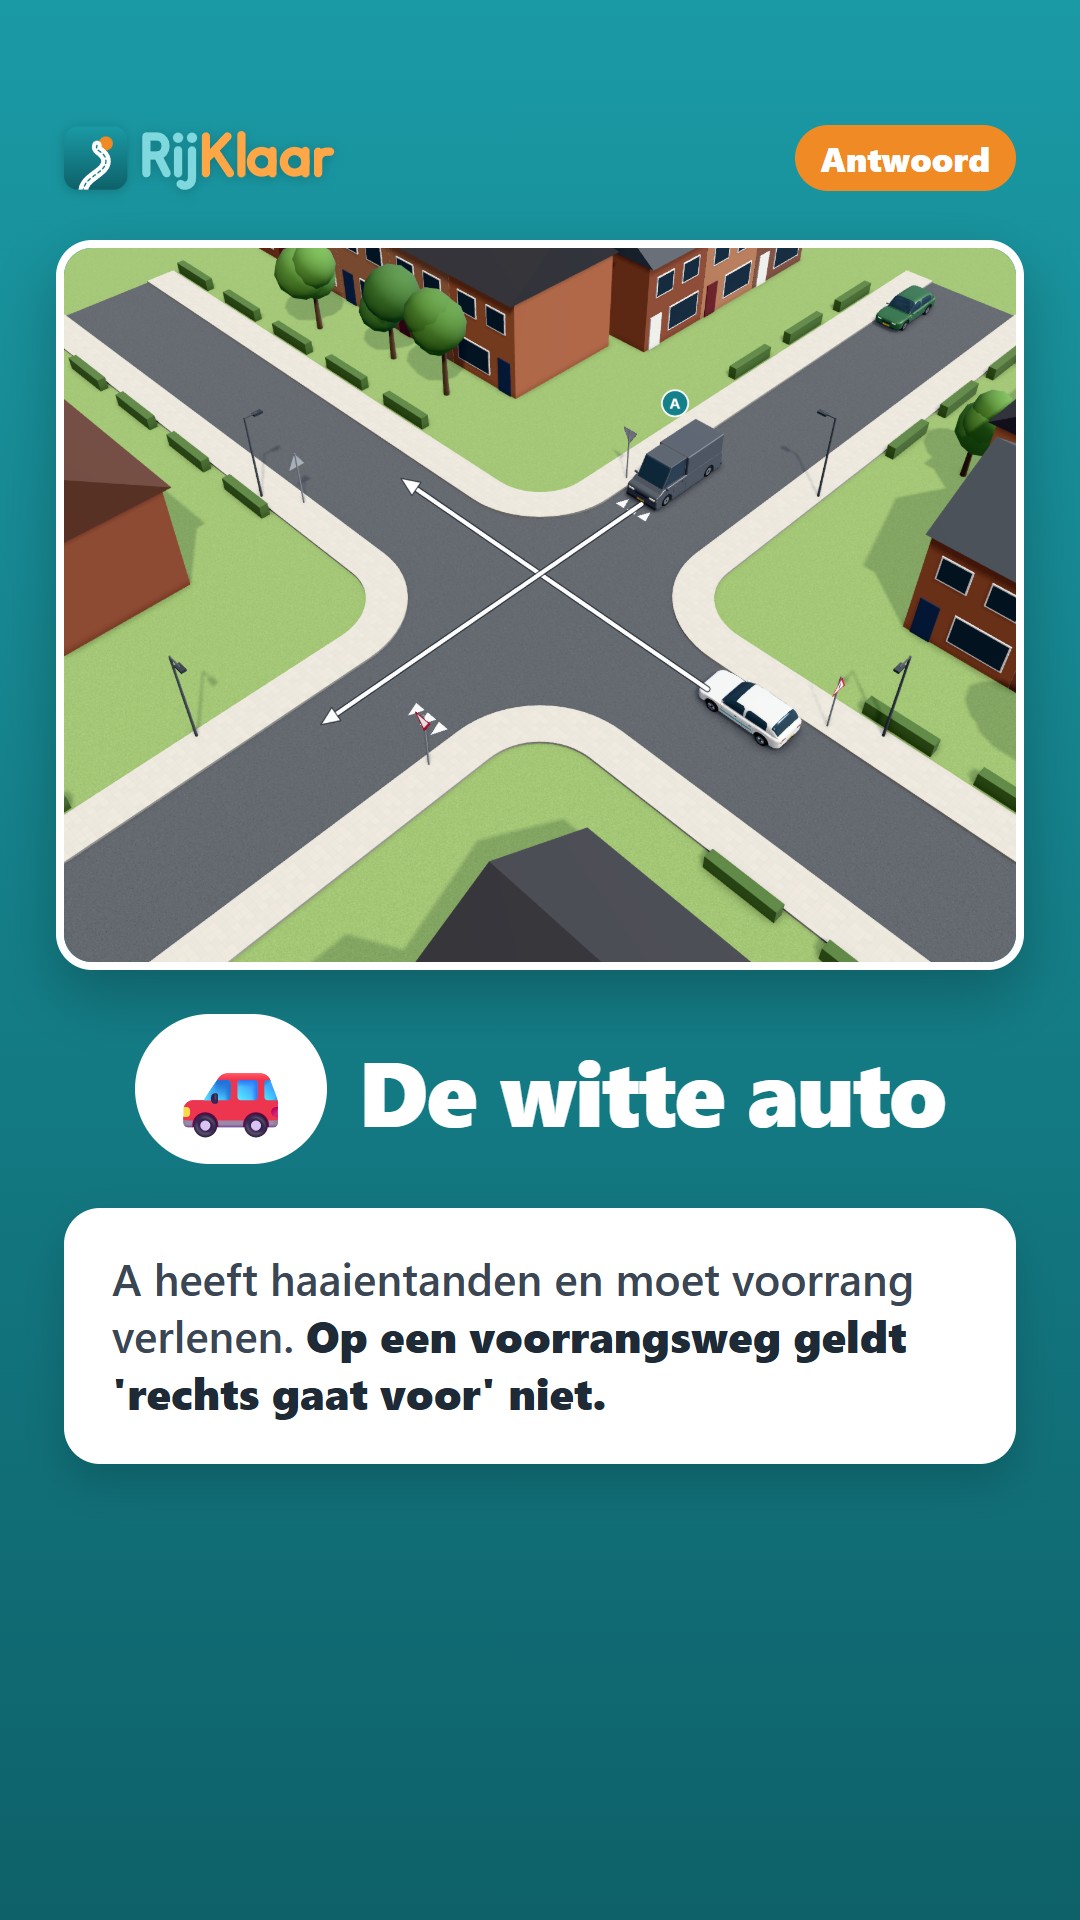 RijKlaar
Antwoord
A
De witte auto
A heeft haaientanden en moet voorrang
verlenen. Op een voorrangsweg geldt
'rechts gaat voor' niet.